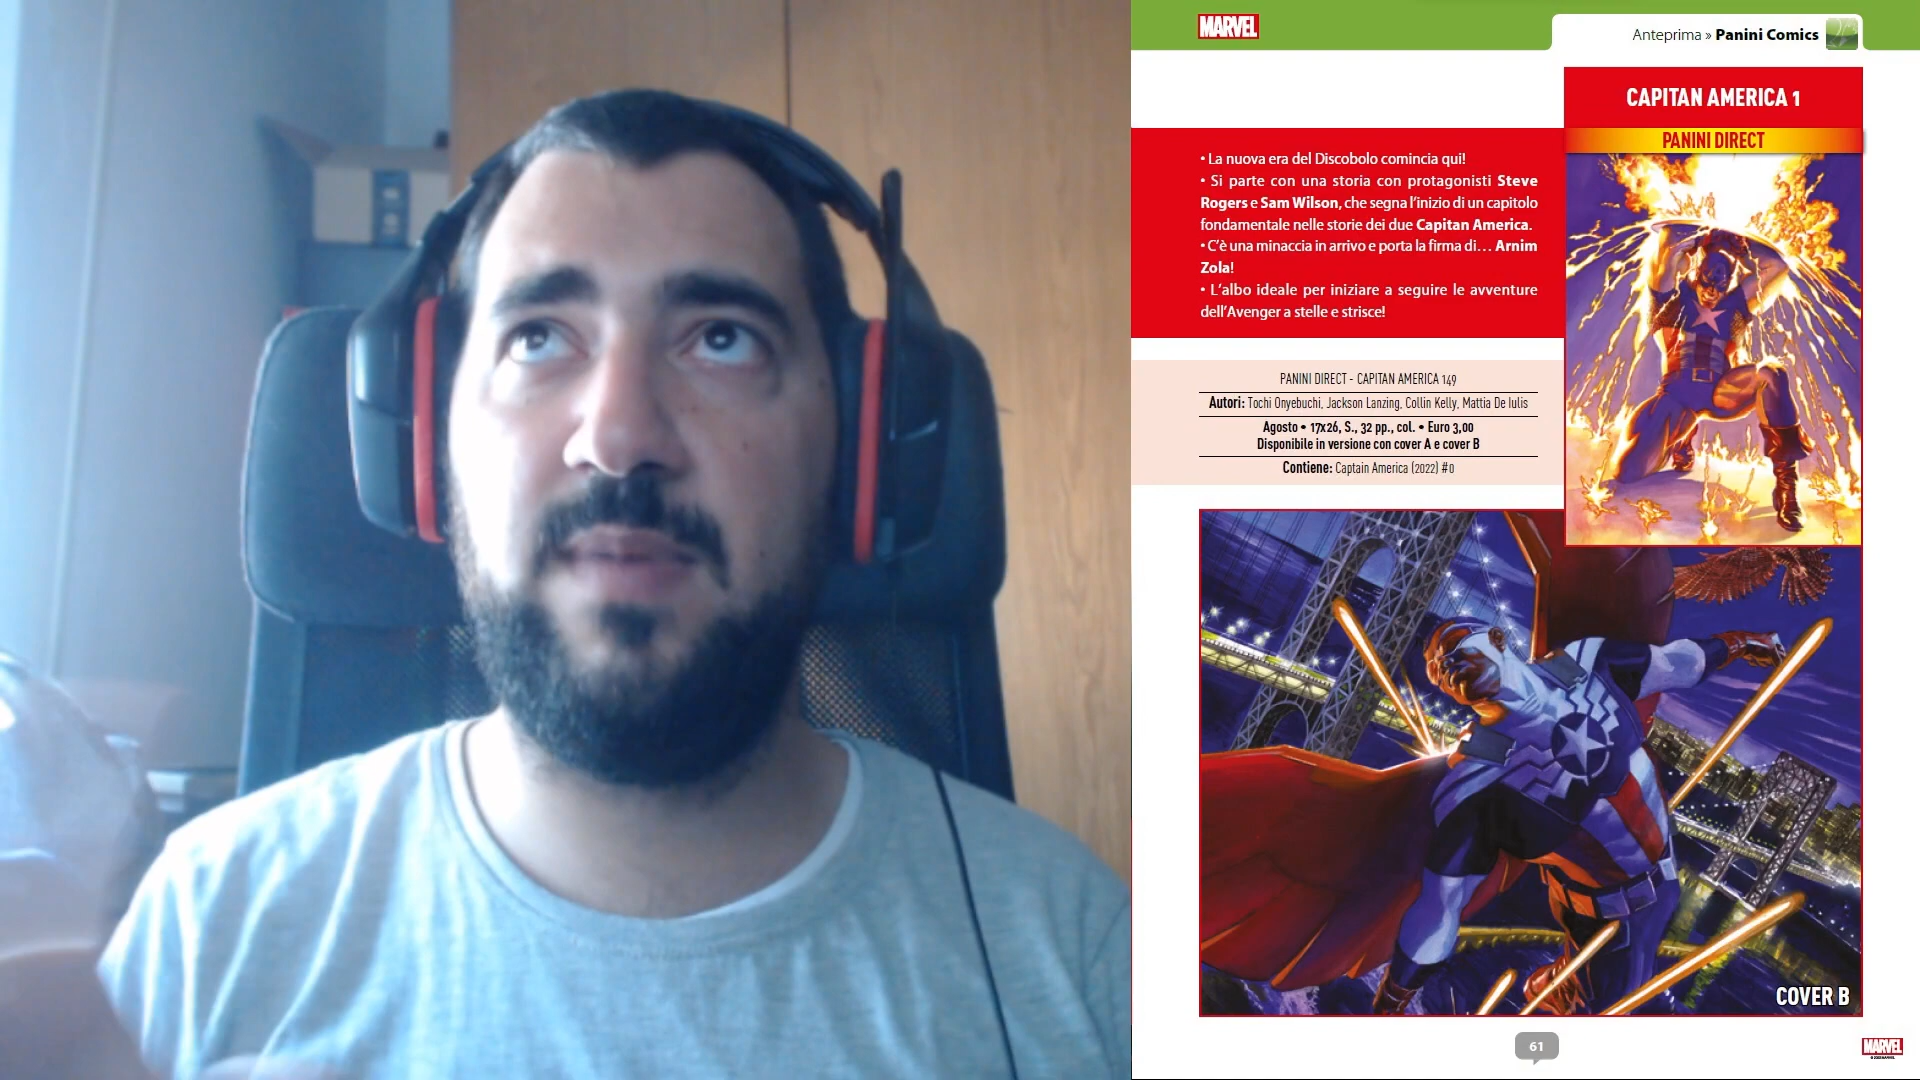 MARVEL
Anteprima » Panini Comics
CAPITAN AMERICA 1
PANINI DIRECT
• La nuova era del Discobolo comincia qui!
• Si parte con una storia con protagonisti Steve
Rogers e Sam Wilson, che segna l'inizio di un capitolo
fondamentale nelle storie dei due Capitan America.
• C'è una minaccia in arrivo e porta la firma di… Arnim
Zola!
• L'albo ideale per iniziare a seguire le avventure
dell'Avenger a stelle e strisce!
PANINI DIRECT - CAPITAN AMERICA 149
Autori: Tochi Onyebuchi, Jackson Lanzing, Collin Kelly, Mattia De Iulis
Agosto • 17x26, S., 32 pp., col. • Euro 3,00
Disponibile in versione con cover A e cover B
Contiene: Captain America (2022) #0
COVER B
61
MARVEL